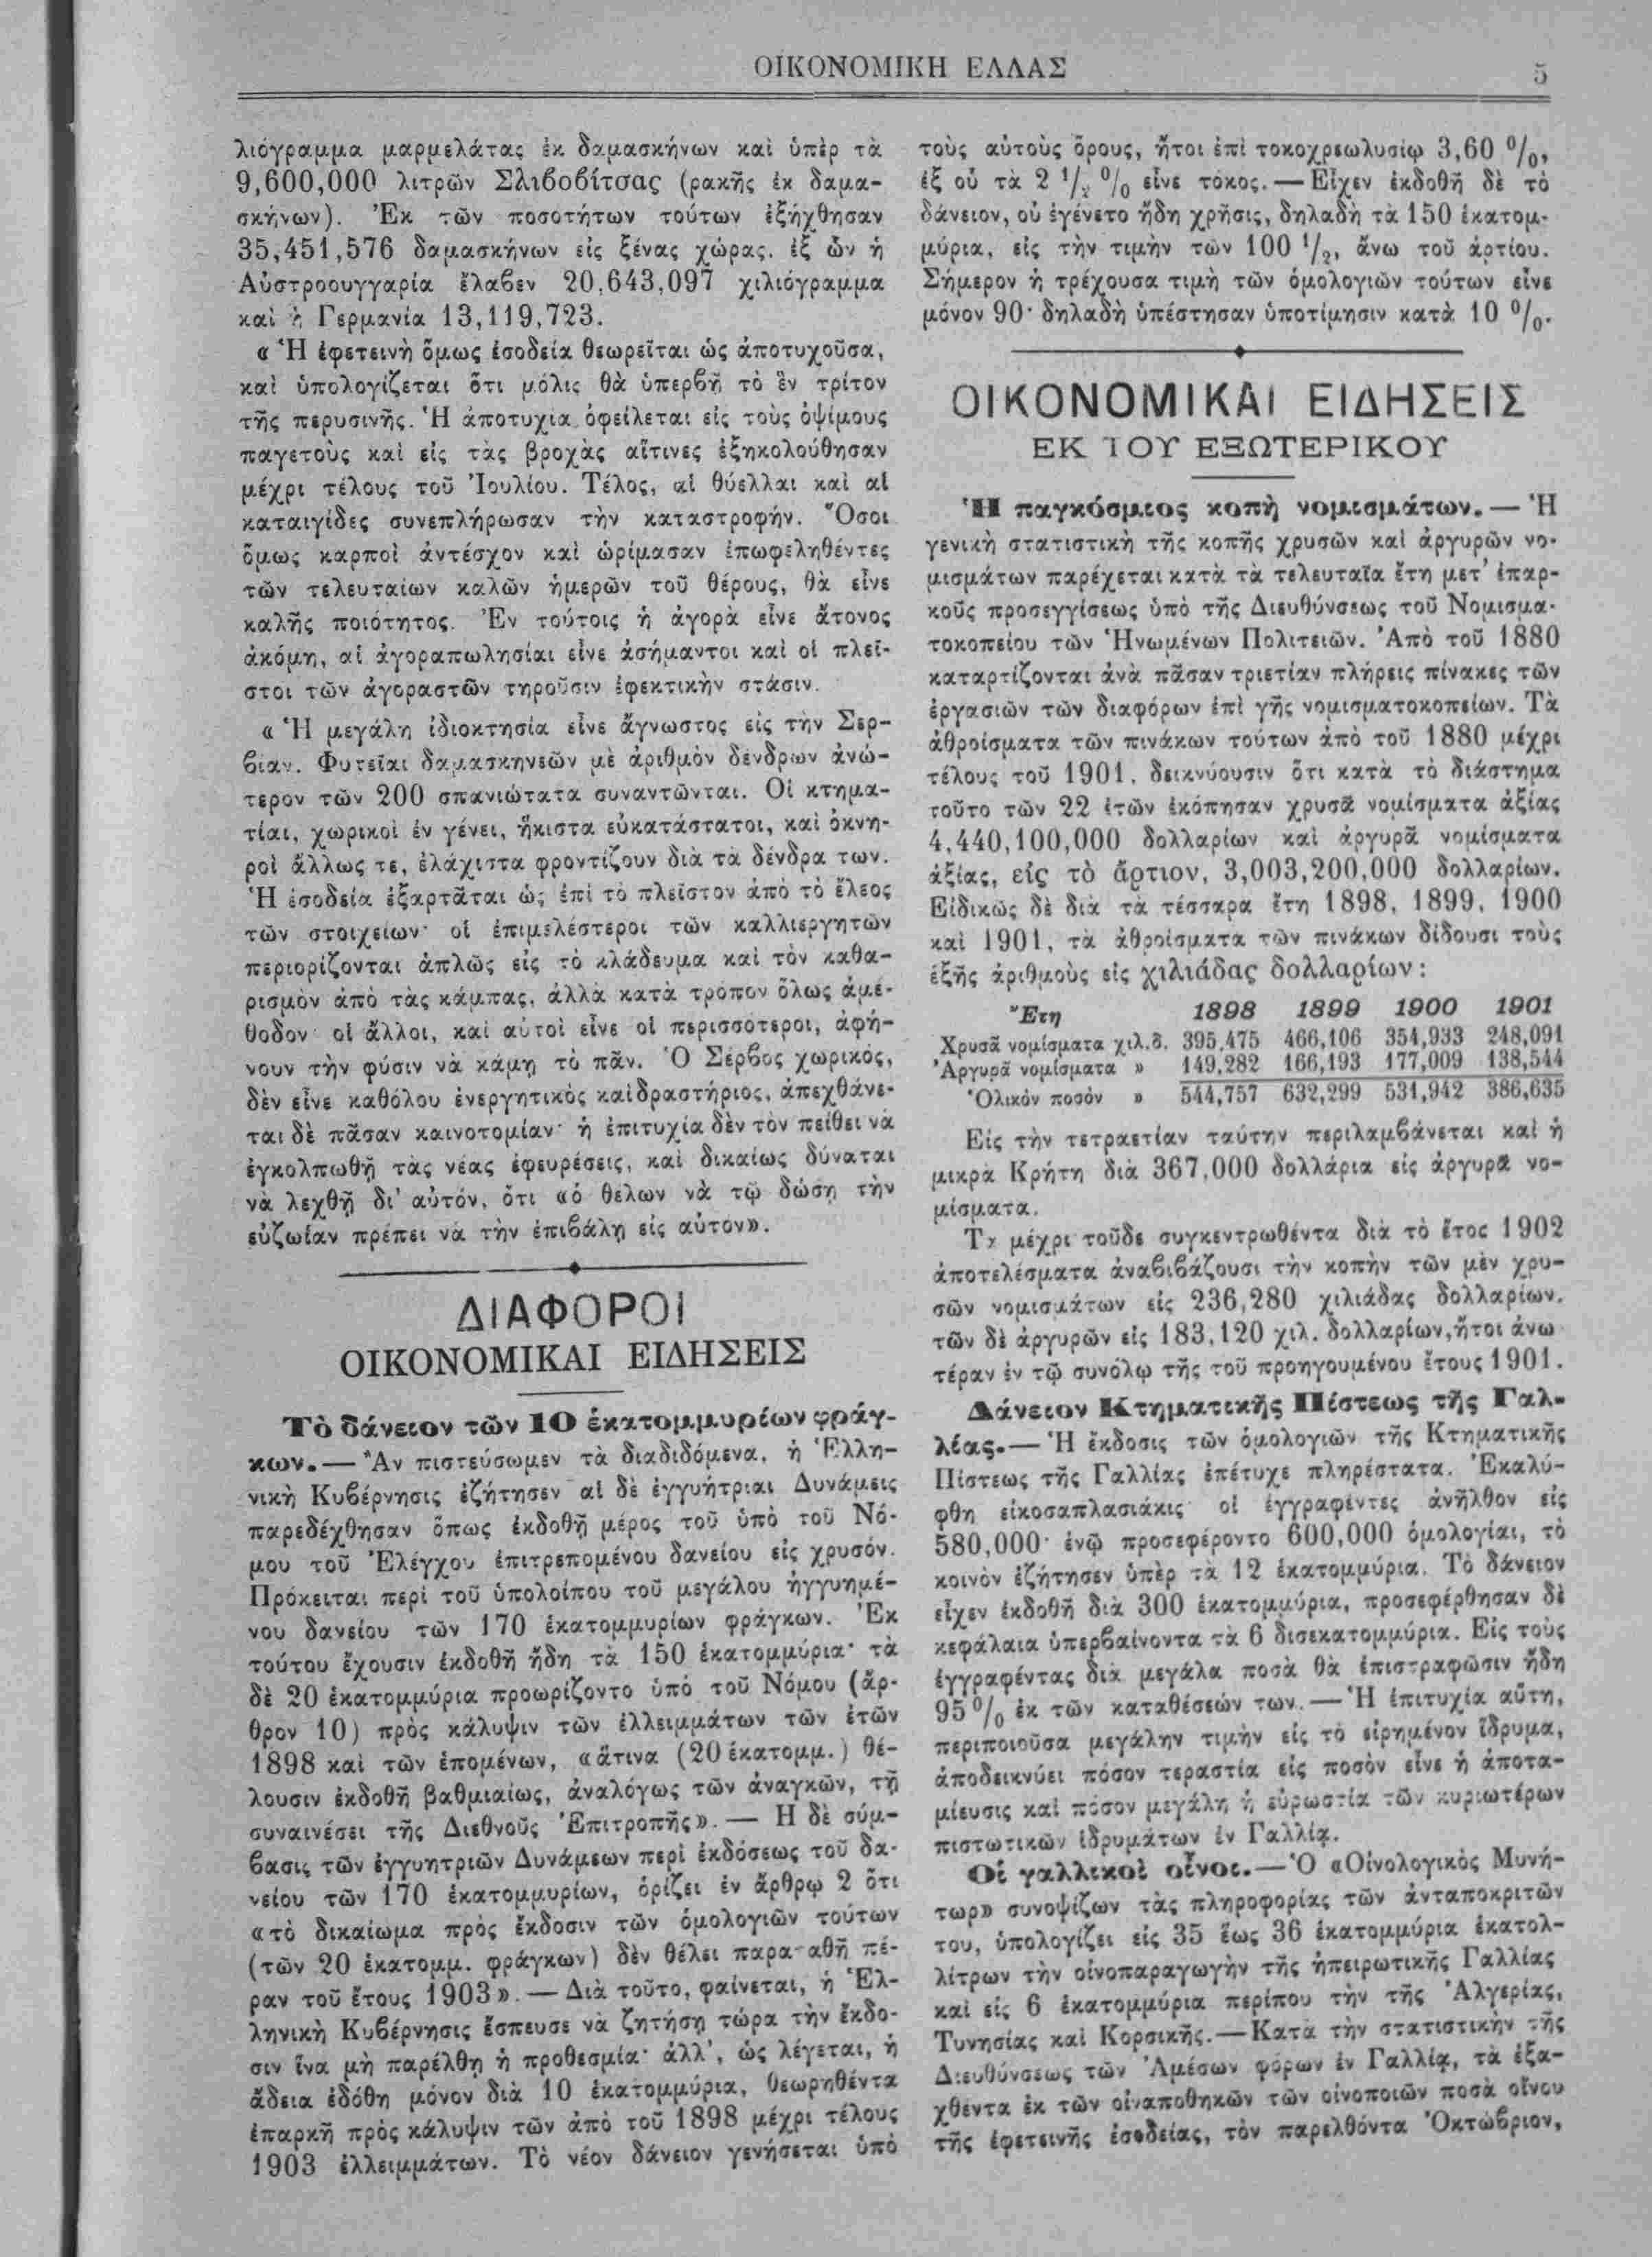 ΟΙΚΟΝΟΜΙΚΗ ΕΛΛΑΣ
5
λιόγραμμα μαρμελάτας ἐκ δαμασκήνων καὶ ὑπὲρ τὰ
9,600,000 λιτρῶν Σλιβοβίτσας (ρακῆς ἐκ δαμα-
σκήνων). Ἐκ τῶν ποσοτήτων τούτων ἐξήχθησαν
35,451,576 δαμασκήνων εἰς ξένας χώρας, ἐξ ὧν ἡ
Αὐστροουγγαρία ἔλαβεν 20,643,097 χιλιόγραμμα
καὶ ἡ Γερμανία 13,119,723.
« Ἡ ἐφετεινὴ ὅμως ἐσοδεία θεωρεῖται ὡς ἀποτυχοῦσα,
καὶ ὑπολογίζεται ὅτι μόλις θὰ ὑπερβῇ τὸ ἓν τρίτον
τῆς περυσινῆς. Ἡ ἀποτυχία ὀφείλεται εἰς τοὺς ὀψίμους
παγετοὺς καὶ εἰς τὰς βροχὰς αἵτινες ἐξηκολούθησαν
μέχρι τέλους τοῦ Ἰουλίου. Τέλος, αἱ θύελλαι καὶ αἱ
καταιγίδες συνεπλήρωσαν τὴν καταστροφήν. Ὅσοι
ὅμως καρποὶ ἀντέσχον καὶ ὡρίμασαν ἐπωφεληθέντες
τῶν τελευταίων καλῶν ἡμερῶν τοῦ θέρους, θὰ εἶνε
καλῆς ποιότητος. Ἐν τούτοις ἡ ἀγορὰ εἶνε ἄτονος
ἀκόμη, αἱ ἀγοραπωλησίαι εἶνε ἀσήμαντοι καὶ οἱ πλεῖ-
στοι τῶν ἀγοραστῶν τηροῦσιν ἐφεκτικὴν στάσιν.
« Ἡ μεγάλη ἰδιοκτησία εἶνε ἄγνωστος εἰς τὴν Σερ-
βίαν. Φυτεῖαι δαμασκηνεῶν μὲ ἀριθμὸν δένδρων ἀνώ-
τερον τῶν 200 σπανιώτατα συναντῶνται. Οἱ κτημα-
τίαι, χωρικοὶ ἐν γένει, ἥκιστα εὐκατάστατοι, καὶ ὀκνη-
ροὶ ἄλλως τε, ἐλάχιστα φροντίζουν διὰ τὰ δένδρα των.
Ἡ ἐσοδεία ἐξαρτᾶται ὡς ἐπὶ τὸ πλεῖστον ἀπὸ τὸ ἔλεος
τῶν στοιχείων· οἱ ἐπιμελέστεροι τῶν καλλιεργητῶν
περιορίζονται ἁπλῶς εἰς τὸ κλάδευμα καὶ τὸν καθα-
ρισμὸν ἀπὸ τὰς κάμπας, ἀλλὰ κατὰ τρόπον ὅλως ἀμέ-
θοδον· οἱ ἄλλοι, καὶ αὐτοὶ εἶνε οἱ περισσότεροι, ἀφή-
νουν τὴν φύσιν νὰ κάμῃ τὸ πᾶν. Ὁ Σέρβος χωρικός,
δὲν εἶνε καθόλου ἐνεργητικὸς καὶ δραστήριος, ἀπεχθάνε-
ται δὲ πᾶσαν καινοτομίαν· ἡ ἐπιτυχία δὲν τὸν πείθει νὰ
ἐγκολπωθῇ τὰς νέας ἐφευρέσεις, καὶ δικαίως δύναται
νὰ λεχθῇ δι' αὐτόν, ὅτι «ὁ θέλων νὰ τῷ δώσῃ τὴν
εὐζωίαν πρέπει νὰ τὴν ἐπιβάλῃ εἰς αὐτόν».
ΔΙΑΦΟΡΟΙ
ΟΙΚΟΝΟΜΙΚΑΙ ΕΙΔΗΣΕΙΣ
Τὸ δάνειον τῶν 10 ἑκατομμυρίων φράγ-
κων.— Ἂν πιστεύσωμεν τὰ διαδιδόμενα, ἡ Ἑλλη-
νικὴ Κυβέρνησις ἐζήτησεν αἱ δὲ ἐγγυήτριαι Δυνάμεις
παρεδέχθησαν ὅπως ἐκδοθῇ μέρος τοῦ ὑπὸ τοῦ Νό-
μου τοῦ Ἐλέγχου ἐπιτρεπομένου δανείου εἰς χρυσόν.
Πρόκειται περὶ τοῦ ὑπολοίπου τοῦ μεγάλου ἠγγυημέ-
νου δανείου τῶν 170 ἑκατομμυρίων φράγκων. Ἐκ
τούτου ἔχουσιν ἐκδοθῆ ἤδη τὰ 150 ἑκατομμύρια· τὰ
δὲ 20 ἑκατομμύρια προωρίζοντο ὑπὸ τοῦ Νόμου (ἄρ-
θρον 10) πρὸς κάλυψιν τῶν ἐλλειμμάτων τῶν ἐτῶν
1898 καὶ τῶν ἑπομένων, «ἅτινα (20 ἑκατομμ.) θέ-
λουσιν ἐκδοθῆ βαθμιαίως, ἀναλόγως τῶν ἀναγκῶν, τῇ
συναινέσει τῆς Διεθνοῦς Ἐπιτροπῆς». — Η δὲ σύμ-
βασις τῶν ἐγγυητριῶν Δυνάμεων περὶ ἐκδόσεως τοῦ δα-
νείου τῶν 170 ἑκατομμυρίων, ὁρίζει ἐν ἄρθρῳ 2 ὅτι
«τὸ δικαίωμα πρὸς ἔκδοσιν τῶν ὁμολογιῶν τούτων
(τῶν 20 ἑκατομμ. φράγκων) δὲν θέλει παραταθῆ πέ-
ραν τοῦ ἔτους 1903».— Διὰ τοῦτο, φαίνεται, ἡ Ἑλ-
ληνικὴ Κυβέρνησις ἔσπευσε νὰ ζητήσῃ τώρα τὴν ἔκδο-
σιν ἵνα μὴ παρέλθῃ ἡ προθεσμία· ἀλλ', ὡς λέγεται, ἡ
ἄδεια ἐδόθη μόνον διὰ 10 ἑκατομμύρια, θεωρηθέντα
ἐπαρκῆ πρὸς κάλυψιν τῶν ἀπὸ τοῦ 1898 μέχρι τέλους
1903 ἐλλειμμάτων. Τὸ νέον δάνειον γενήσεται ὑπὸ
τοὺς αὐτοὺς ὅρους, ἤτοι ἐπὶ τοκοχρεωλυσίῳ 3,60 %,
ἐξ οὗ τὰ 2 1/2 % εἶνε τόκος.— Εἶχεν ἐκδοθῆ δὲ τὸ
δάνειον, οὗ ἐγένετο ἤδη χρῆσις, δηλαδὴ τὰ 150 ἑκατομ-
μύρια, εἰς τὴν τιμὴν τῶν 100 1/2, ἄνω τοῦ ἀρτίου.
Σήμερον ἡ τρέχουσα τιμὴ τῶν ὁμολογιῶν τούτων εἶνε
μόνον 90· δηλαδὴ ὑπέστησαν ὑποτίμησιν κατὰ 10 %.
ΟΙΚΟΝΟΜΙΚΑΙ ΕΙΔΗΣΕΙΣ
ΕΚ ΤΟΥ ΕΞΩΤΕΡΙΚΟΥ
Ἡ παγκόσμιος κοπὴ νομισμάτων.— Ἡ
γενικὴ στατιστικὴ τῆς κοπῆς χρυσῶν καὶ ἀργυρῶν νο-
μισμάτων παρέχεται κατὰ τὰ τελευταῖα ἔτη μετ' ἐπαρ-
κοῦς προσεγγίσεως ὑπὸ τῆς Διευθύνσεως τοῦ Νομισμα-
τοκοπείου τῶν Ἡνωμένων Πολιτειῶν. Ἀπὸ τοῦ 1880
καταρτίζονται ἀνὰ πᾶσαν τριετίαν πλήρεις πίνακες τῶν
ἐργασιῶν τῶν διαφόρων ἐπὶ γῆς νομισματοκοπείων. Τὰ
ἀθροίσματα τῶν πινάκων τούτων ἀπὸ τοῦ 1880 μέχρι
τέλους τοῦ 1901, δεικνύουσιν ὅτι κατὰ τὸ διάστημα
τοῦτο τῶν 22 ἐτῶν ἐκόπησαν χρυσᾶ νομίσματα ἀξίας
4,440,100,000 δολλαρίων καὶ ἀργυρᾶ νομίσματα
ἀξίας, εἰς τὸ ἄρτιον, 3,003,200,000 δολλαρίων.
Εἰδικῶς δὲ διὰ τὰ τέσσαρα ἔτη 1898, 1899, 1900
καὶ 1901, τὰ ἀθροίσματα τῶν πινάκων δίδουσι τοὺς
ἑξῆς ἀριθμοὺς εἰς χιλιάδας δολλαρίων:
Ἔτη 1898 1899 1900 1901
Χρυσᾶ νομίσματα χιλ.δ. 395,475 466,106 354,933 248,091
Ἀργυρᾶ νομίσματα » 149,282 166,193 177,009 138,544
Ὁλικὸν ποσὸν » 544,757 632,299 531,942 386,635
Εἰς τὴν τετραετίαν ταύτην περιλαμβάνεται καὶ ἡ
μικρὰ Κρήτη διὰ 367,000 δολλάρια εἰς ἀργυρᾶ νο-
μίσματα.
Τὰ μέχρι τοῦδε συγκεντρωθέντα διὰ τὸ ἔτος 1902
ἀποτελέσματα ἀναβιβάζουσι τὴν κοπὴν τῶν μὲν χρυ-
σῶν νομισμάτων εἰς 236,280 χιλιάδας δολλαρίων,
τῶν δὲ ἀργυρῶν εἰς 183,120 χιλ. δολλαρίων, ἤτοι ἀνω
τέραν ἐν τῷ συνόλῳ τῆς τοῦ προηγουμένου ἔτους 1901.
Δάνειον Κτηματικῆς Πίστεως τῆς Γαλ-
λίας.— Ἡ ἔκδοσις τῶν ὁμολογιῶν τῆς Κτηματικῆς
Πίστεως τῆς Γαλλίας ἐπέτυχε πληρέστατα. Ἐκαλύ-
φθη εἰκοσαπλασιάκις· οἱ ἐγγραφέντες ἀνῆλθον εἰς
580,000· ἐνῷ προσεφέροντο 600,000 ὁμολογίαι, τὸ
κοινὸν ἐζήτησεν ὑπὲρ τὰ 12 ἑκατομμύρια. Τὸ δάνειον
εἶχεν ἐκδοθῆ διὰ 300 ἑκατομμύρια, προσεφέρθησαν δὲ
κεφάλαια ὑπερβαίνοντα τὰ 6 δισεκατομμύρια. Εἰς τοὺς
ἐγγραφέντας διὰ μεγάλα ποσὰ θὰ ἐπιστραφῶσιν ἤδη
95 % ἐκ τῶν καταθέσεών των.— Ἡ ἐπιτυχία αὕτη,
περιποιοῦσα μεγάλην τιμὴν εἰς τὸ εἰρημένον ἵδρυμα,
ἀποδεικνύει πόσον τεραστία εἰς ποσὸν εἶνε ἡ ἀποτα-
μίευσις καὶ πόσον μεγάλη ἡ εὐρωστία τῶν κυριωτέρων
πιστωτικῶν ἱδρυμάτων ἐν Γαλλίᾳ.
Οἱ γαλλικοὶ οἶνοι.— Ὁ «Οἰνολογικὸς Μυνή-
τωρ» συνοψίζων τὰς πληροφορίας τῶν ἀνταποκριτῶν
του, ὑπολογίζει εἰς 35 ἕως 36 ἑκατομμύρια ἑκατολ-
λίτρων τὴν οἰνοπαραγωγὴν τῆς ἠπειρωτικῆς Γαλλίας
καὶ εἰς 6 ἑκατομμύρια περίπου τὴν τῆς Ἀλγερίας,
Τυνησίας καὶ Κορσικῆς.— Κατὰ τὴν στατιστικὴν τῆς
Διευθύνσεως τῶν Ἀμέσων φόρων ἐν Γαλλίᾳ, τὰ ἐξα-
χθέντα ἐκ τῶν οἰναποθηκῶν τῶν οἰνοποιῶν ποσὰ οἴνου
τῆς ἐφετεινῆς ἐσοδείας, τὸν παρελθόντα Ὀκτώβριον,